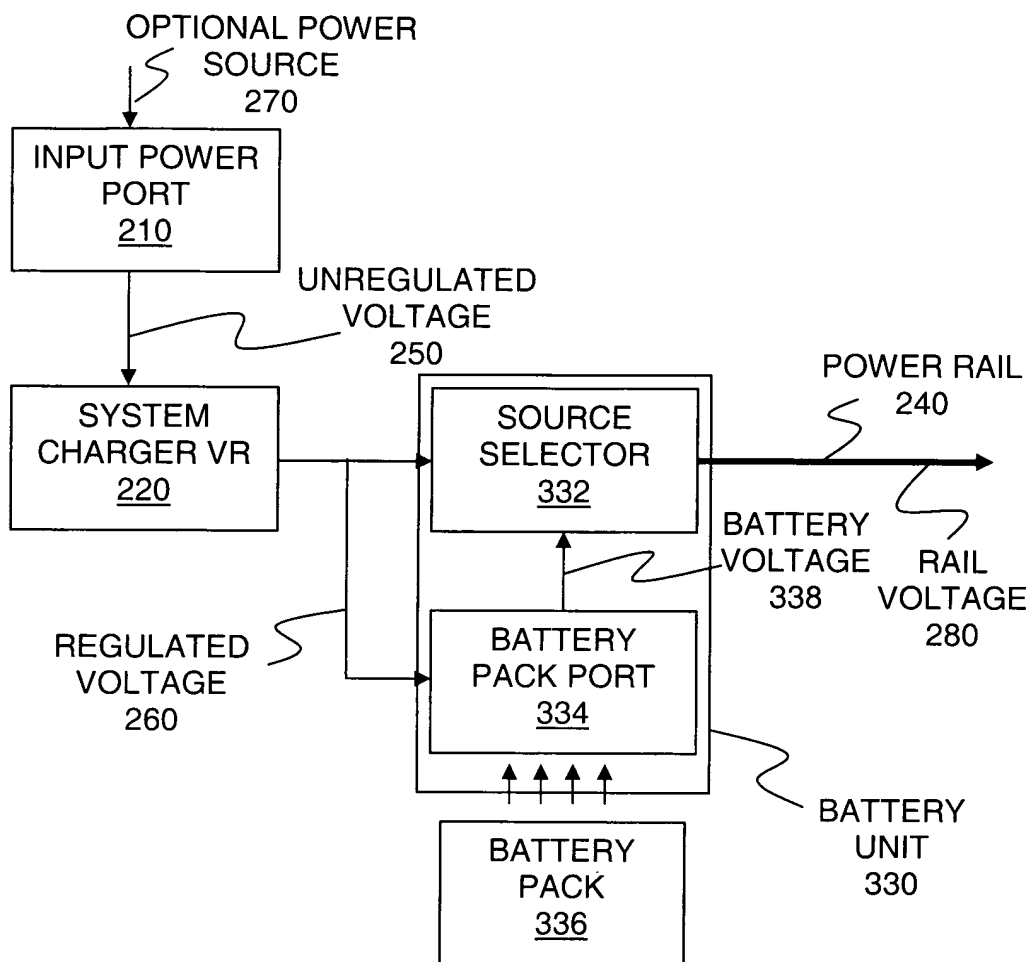 OPTIONAL POWER
SOURCE
270
INPUT POWER
PORT
210
UNREGULATED
VOLTAGE
250
SYSTEM
CHARGER VR
220
SOURCE
SELECTOR
332
POWER RAIL
240
BATTERY
VOLTAGE
338
RAIL
VOLTAGE
280
REGULATED
VOLTAGE
260
BATTERY
PACK PORT
334
BATTERY
UNIT
330
BATTERY
PACK
336